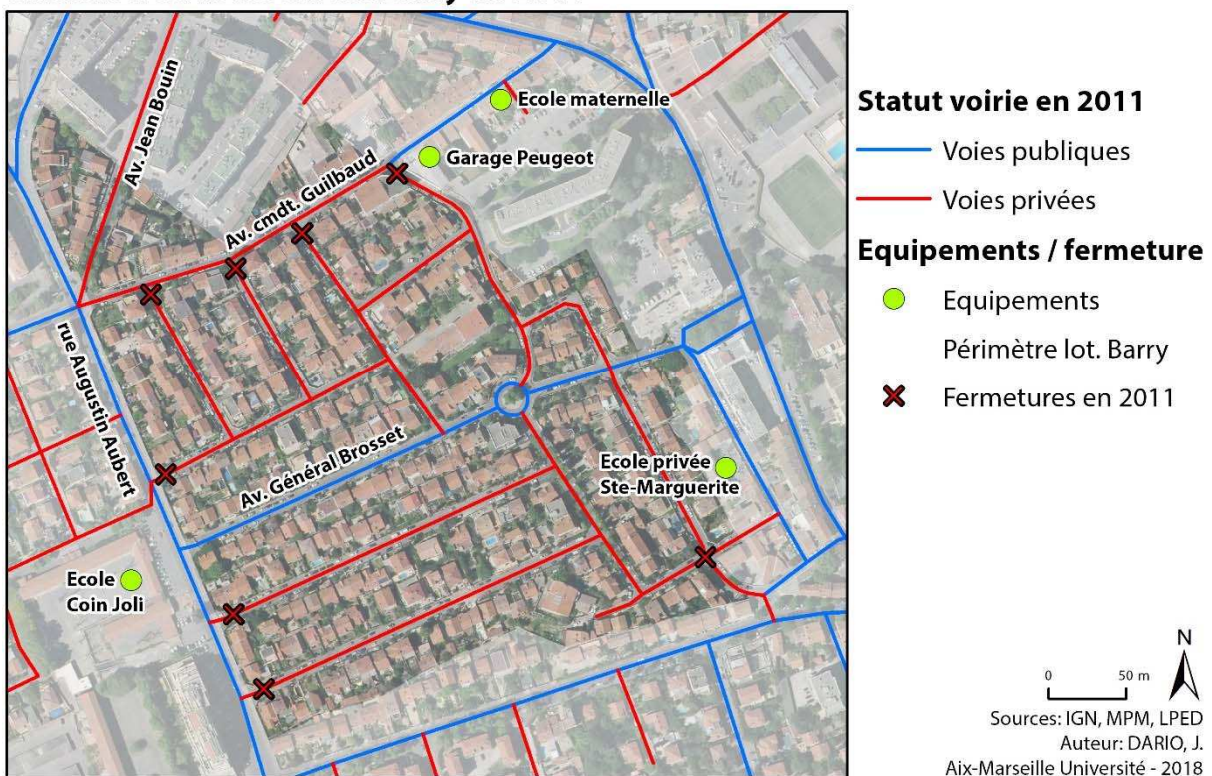 Av. Jean Bouin
Ecole maternelle
Garage Peugeot
Av. cmdt. Guilbaud
rue Augustin Aubert
Av. Général Brosset
Ecole privée
Ste-Marguerite
Ecole
Coin Joli
Statut voirie en 2011
Voies publiques
Voies privées
Equipements / fermeture
Equipements
Périmètre lot. Barry
Fermetures en 2011
N
0 50 m
Sources: IGN, MPM, LPED
Auteur: DARIO, J.
Aix-Marseille Université - 2018